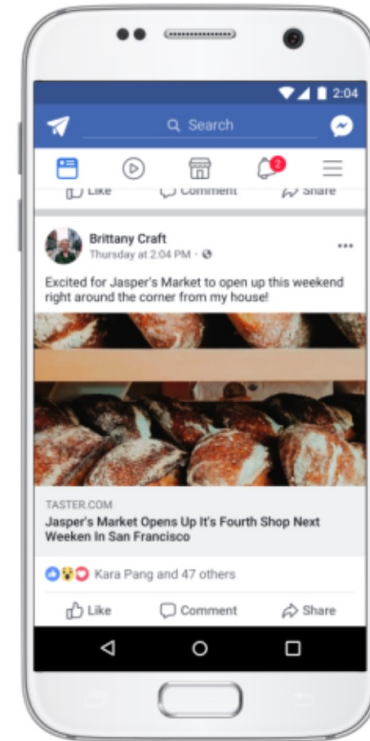 2:04
Search
2
Like Comment Share
Brittany Craft
Thursday at 2:04 PM ·
Excited for Jasper's Market to open up this weekend
right around the corner from my house!
TASTER.COM
Jasper's Market Opens Up It's Fourth Shop Next
Weeken In San Francisco
Kara Pang and 47 others
Like Comment Share